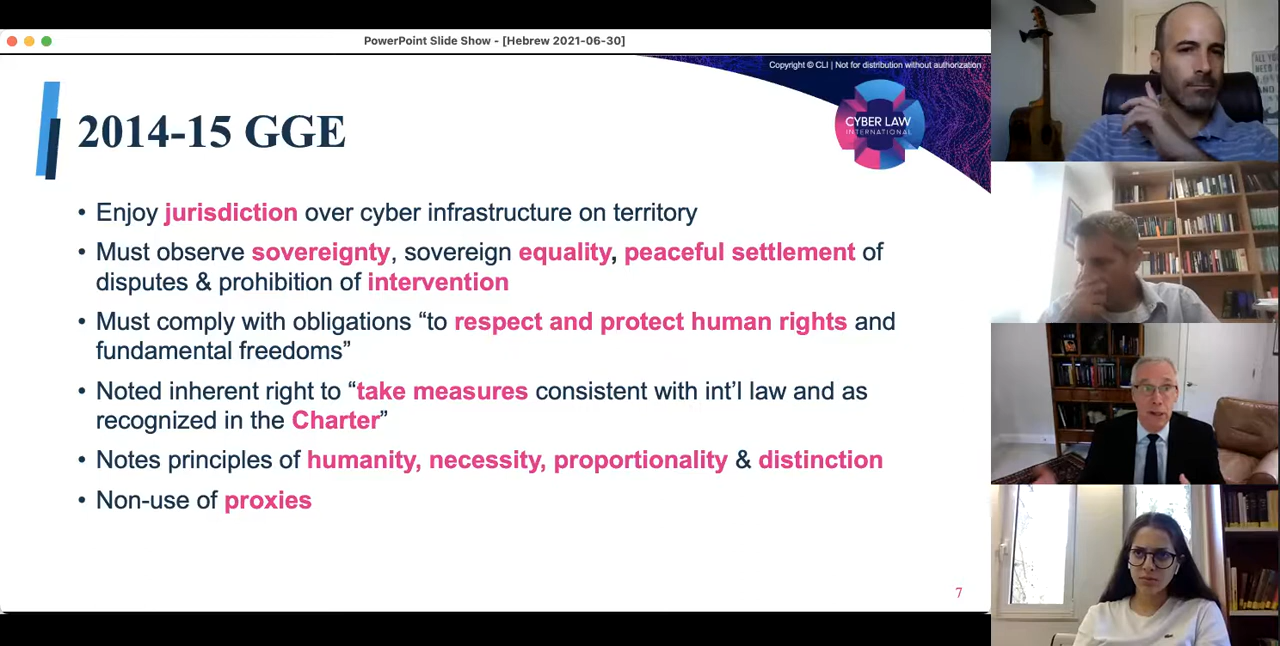 PowerPoint Slide Show - [Hebrew 2021-06-30]
Copyright © CLI | Not for distribution without authorization
CYBER LAW
INTERNATIONAL
2014-15 GGE
• Enjoy jurisdiction over cyber infrastructure on territory
• Must observe sovereignty, sovereign equality, peaceful settlement of
disputes & prohibition of intervention
• Must comply with obligations “to respect and protect human rights and
fundamental freedoms”
• Noted inherent right to “take measures consistent with int’l law and as
recognized in the Charter”
• Notes principles of humanity, necessity, proportionality & distinction
• Non-use of proxies
7
ALL YOU
NEED IS